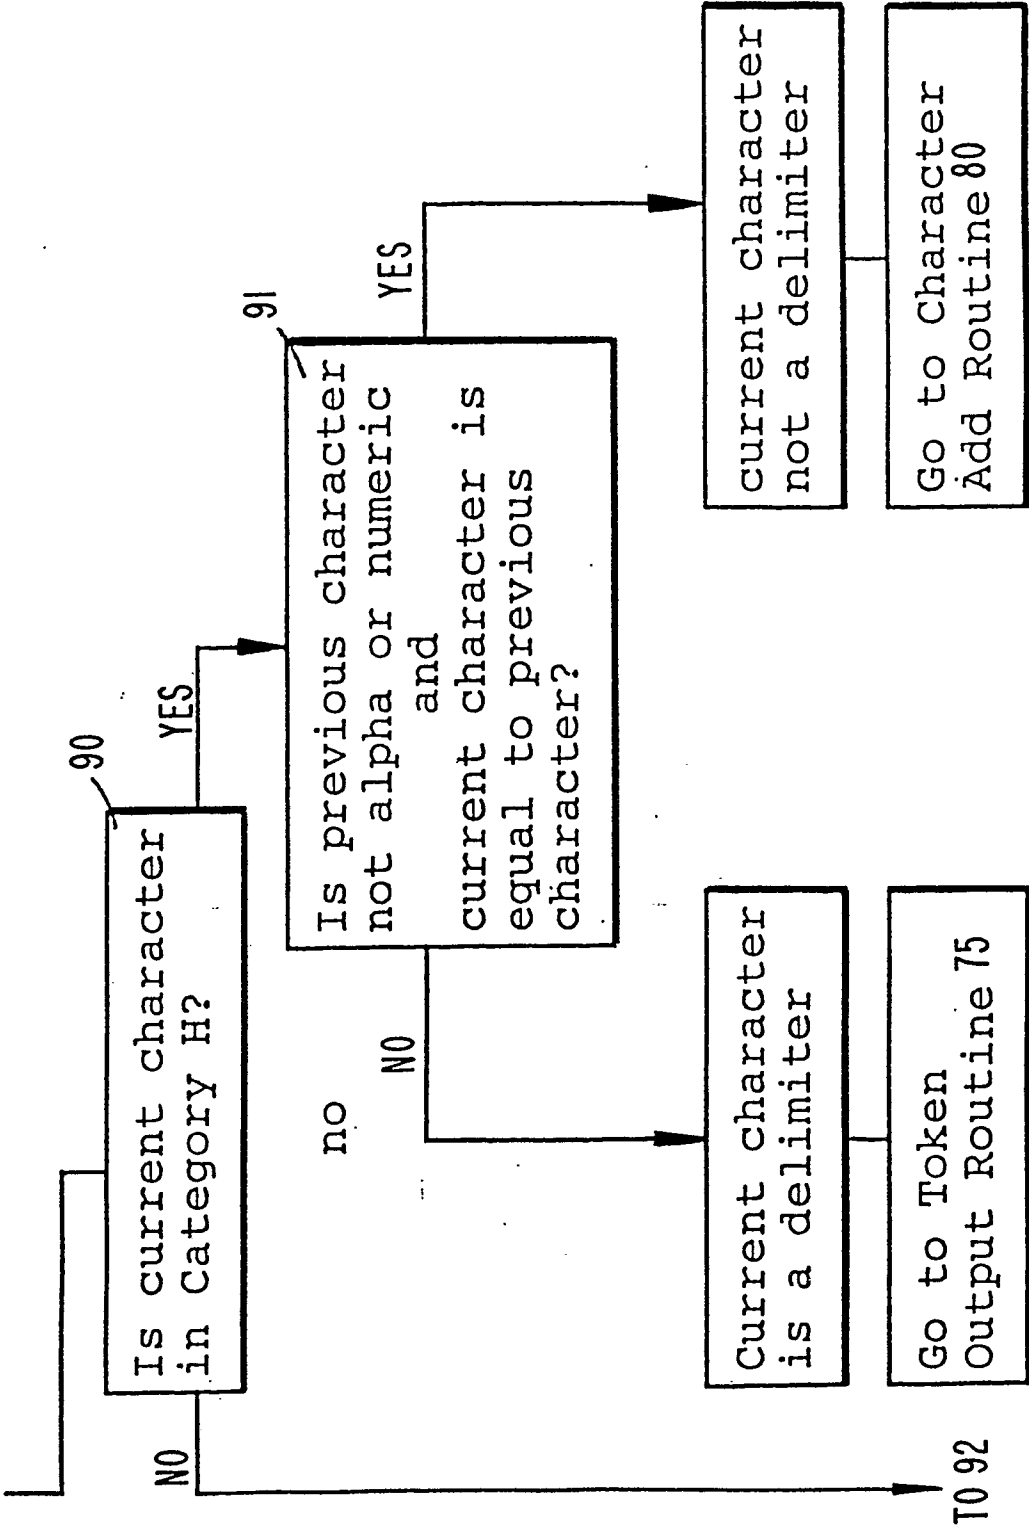 90
Is current character
in Category H?
NO
YES
91
Is previous character
not alpha or numeric
and
current character is
equal to previous
character?
no
NO
YES
Current character
is a delimiter
current character
not a delimiter
Go to Token
Output Routine 75
Go to Character
Add Routine 80
TO 92